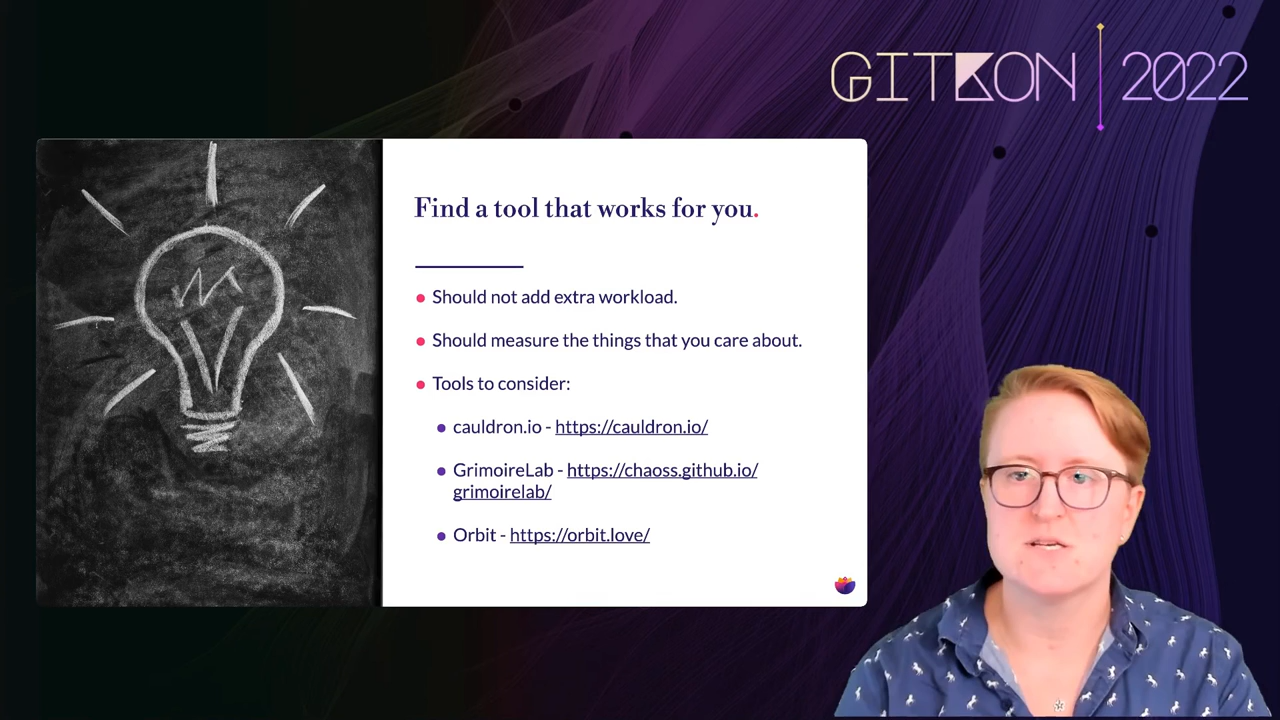 GITKON | 2022
Find a tool that works for you.
Should not add extra workload.
Should measure the things that you care about.
Tools to consider:
cauldron.io - https://cauldron.io/
GrimoireLab - https://chaoss.github.io/
grimoirelab/
Orbit - https://orbit.love/